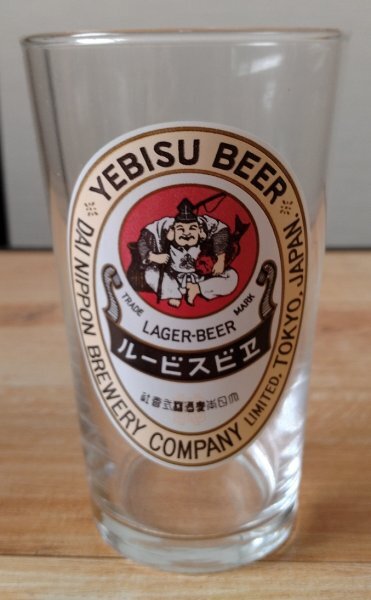 YEBISU BEER
TRADE MARK
LAGER-BEER
ルービスビヱ
社會式株酒麥本日大
DAI NIPPON BREWERY COMPANY LIMITED, TOKYO, JAPAN.